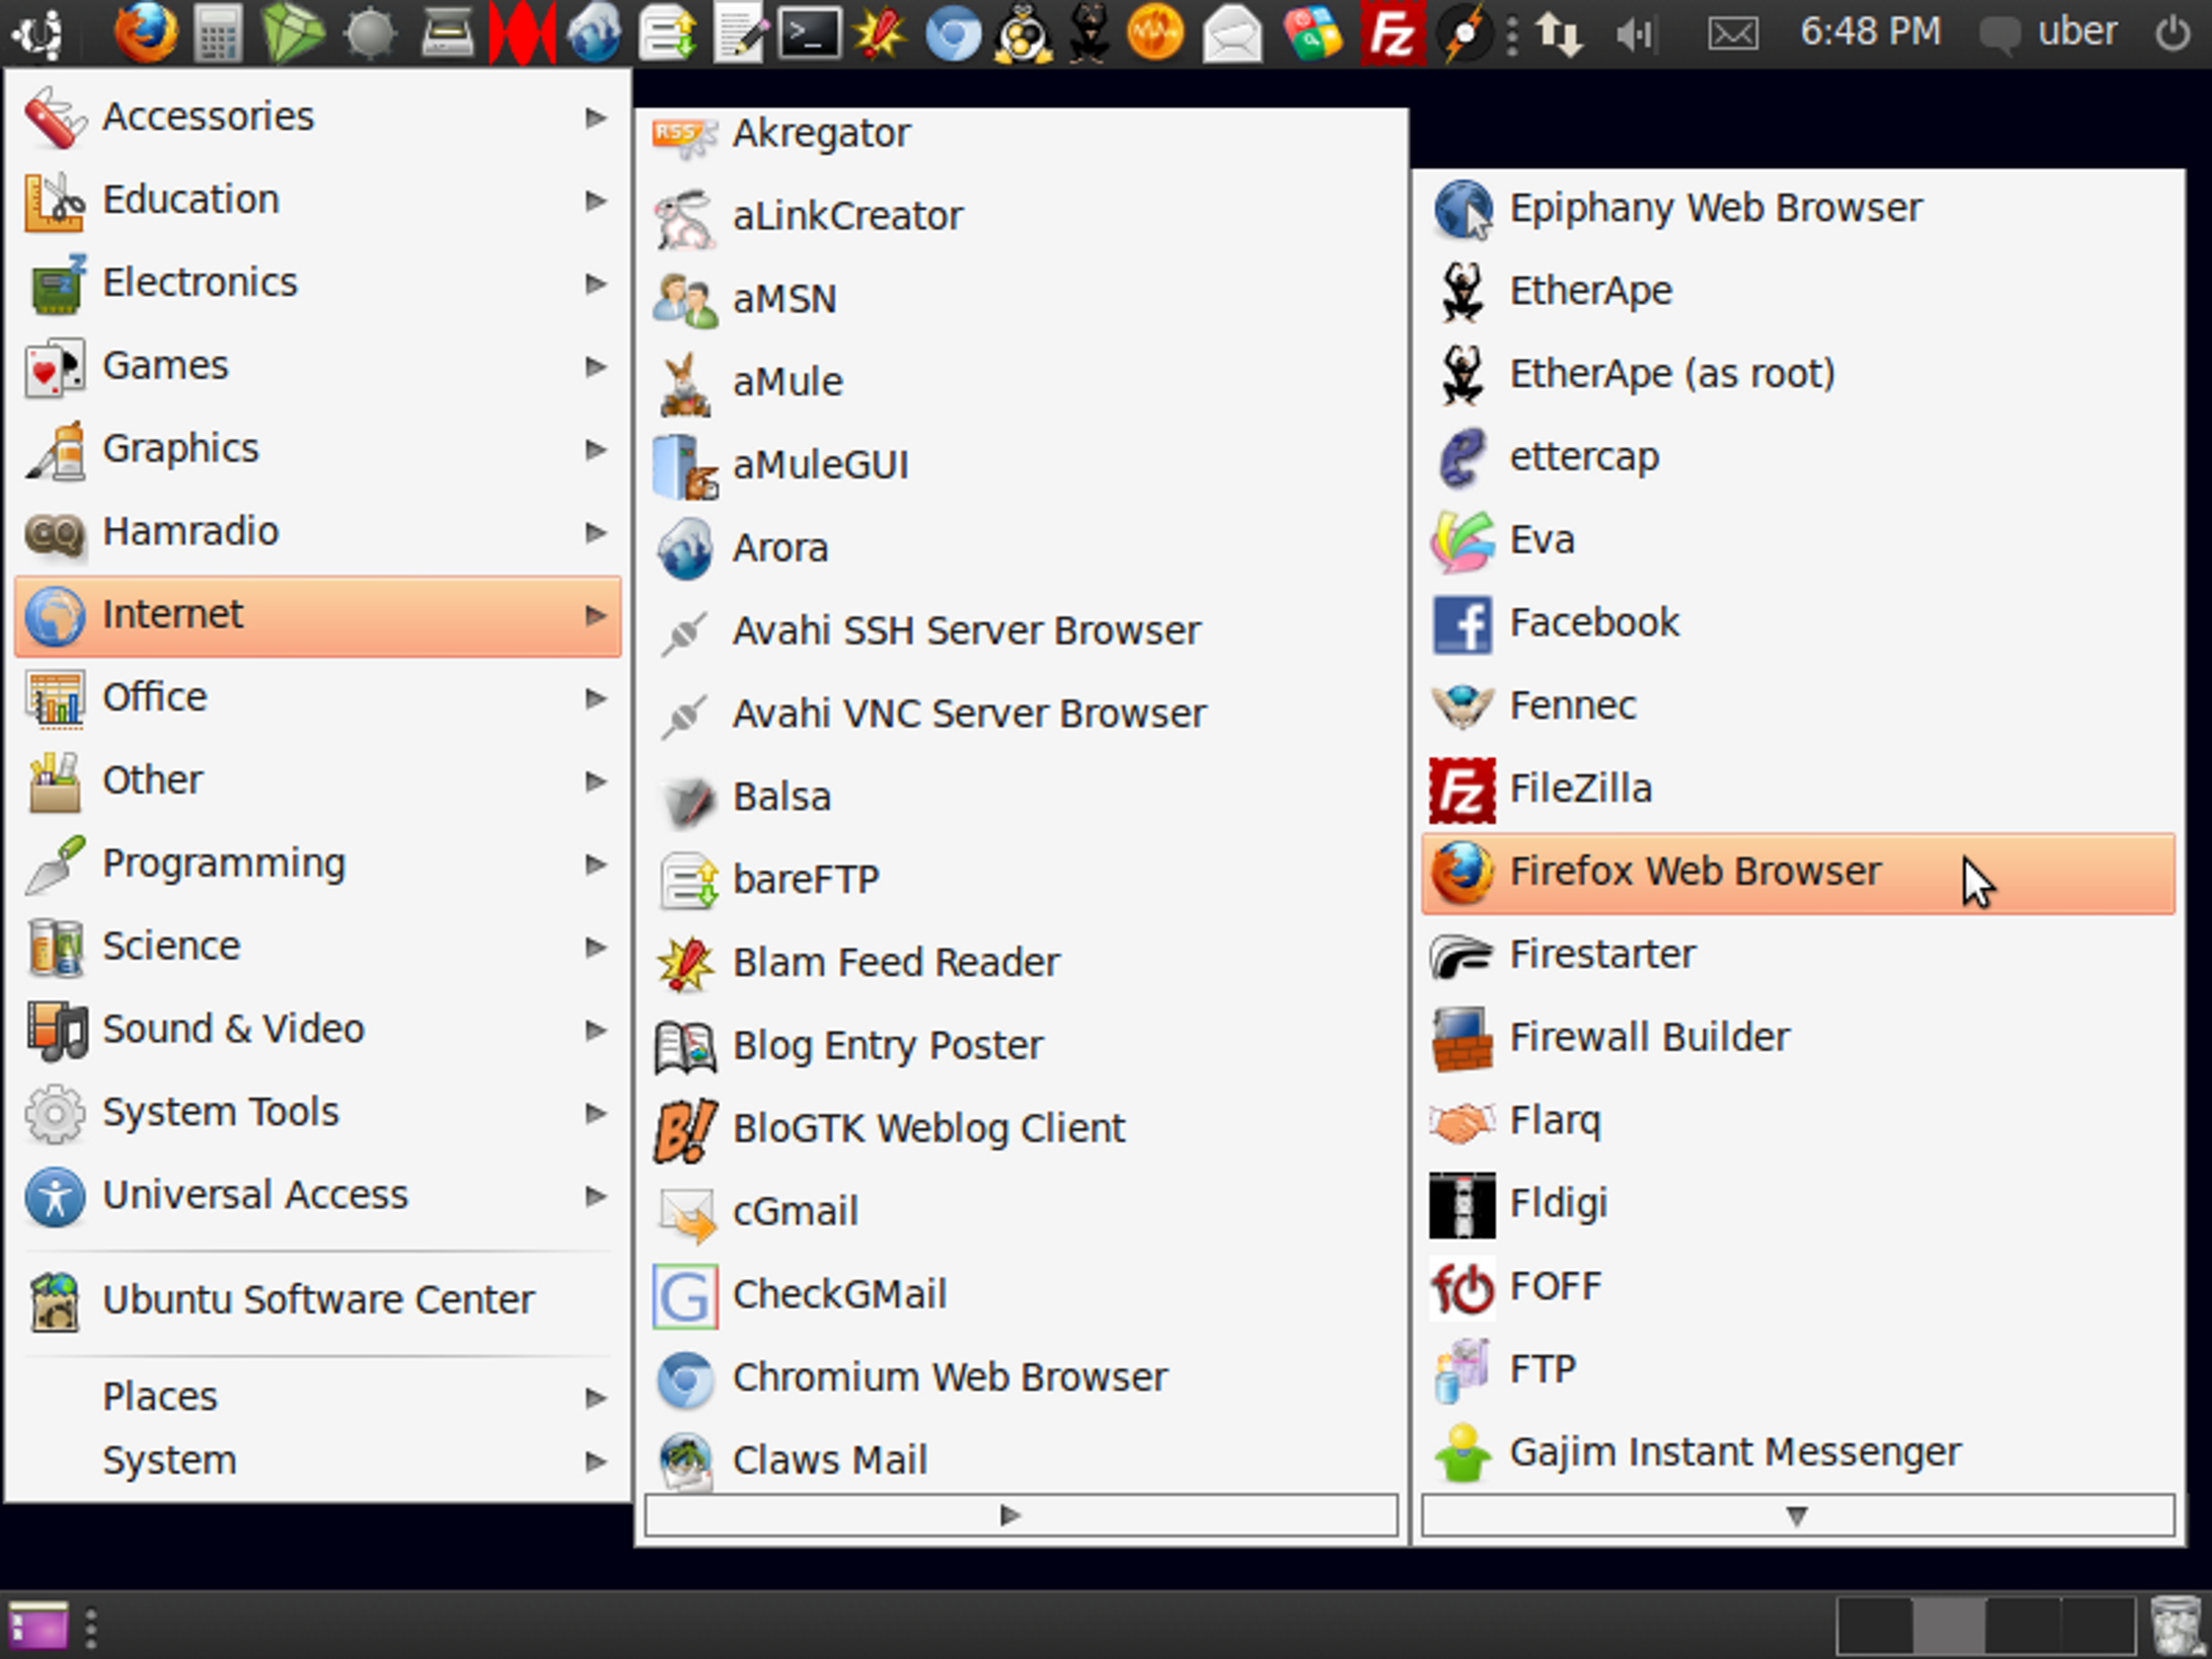 6:48 PM
uber
Accessories
Education
Electronics
Games
Graphics
Hamradio
Internet
Office
Other
Programming
Science
Sound & Video
System Tools
Universal Access
Ubuntu Software Center
Places
System
RSS
Akregator
aLinkCreator
aMSN
aMule
aMuleGUI
Arora
Avahi SSH Server Browser
Avahi VNC Server Browser
Balsa
bareFTP
Blam Feed Reader
Blog Entry Poster
BloGTK Weblog Client
cGmail
CheckGMail
Chromium Web Browser
Claws Mail
Epiphany Web Browser
EtherApe
EtherApe (as root)
ettercap
Eva
Facebook
Fennec
FileZilla
Firefox Web Browser
Firestarter
Firewall Builder
Flarq
Fldigi
FOFF
FTP
Gajim Instant Messenger